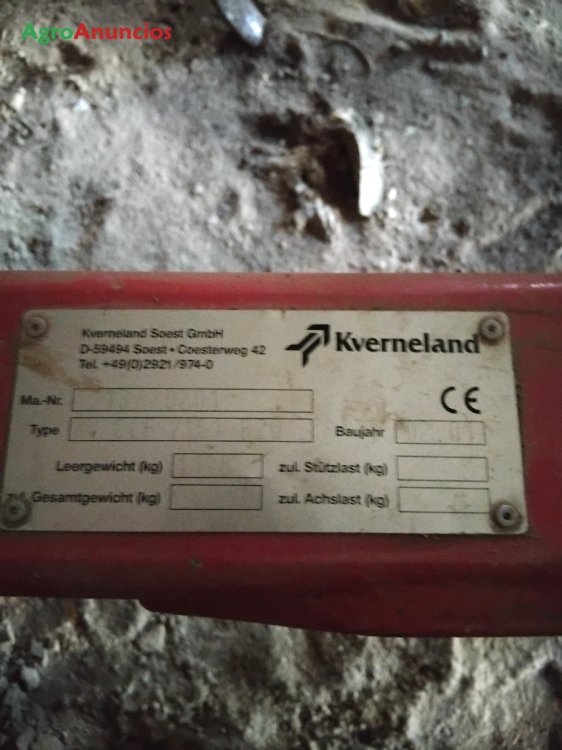 AgroAnuncios
Kverneland Soest GmbH
D-59494 Soest • Coesterweg 42
Tel. +49(0)2921/974-0
Kverneland
Ma.-Nr.
CE
Type
Baujahr
Leergewicht (kg)
zul. Stützlast (kg)
zul. Gesamtgewicht (kg)
zul. Achslast (kg)